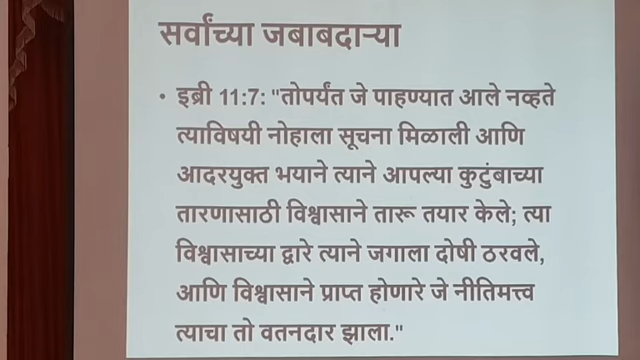 सर्वांच्या जबाबदाऱ्या
• इब्री 11:7: "तोपर्यंत जे पाहण्यात आले नव्हते
त्याविषयी नोहाला सूचना मिळाली आणि
आदरयुक्त भयाने त्याने आपल्या कुटुंबाच्या
तारणासाठी विश्वासाने तारू तयार केले; त्या
विश्वासाच्या द्वारे त्याने जगाला दोषी ठरवले,
आणि विश्वासाने प्राप्त होणारे जे नीतिमत्त्व
त्याचा तो वतनदार झाला."